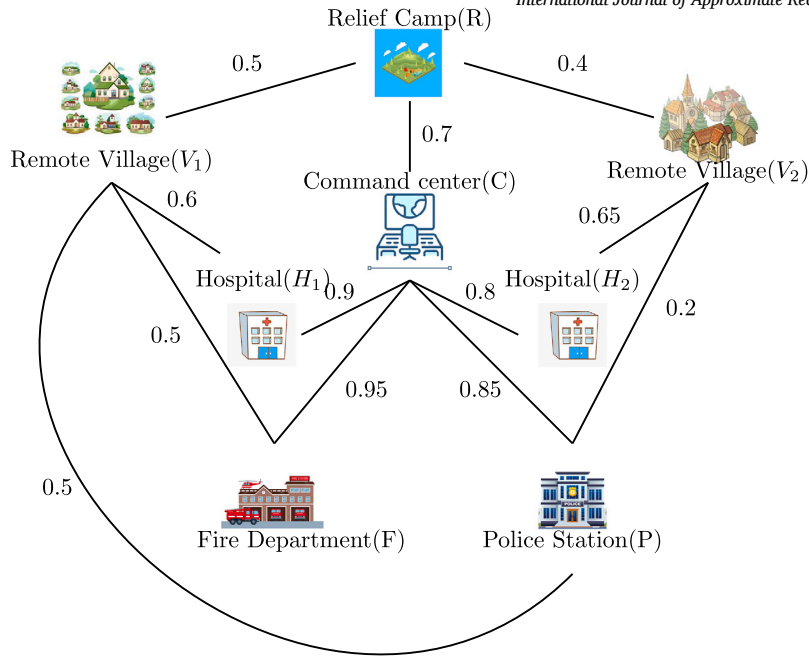 International Journal of Approximate Rea
Relief Camp(R)
0.5
0.4
0.7
Remote Village(V₁)
Remote Village(V₂)
Command center(C)
0.6
0.65
Hospital(H₁)
0.9
0.8
Hospital(H₂)
0.5
0.2
0.95
0.85
0.5
POLICE
Fire Department(F)
Police Station(P)